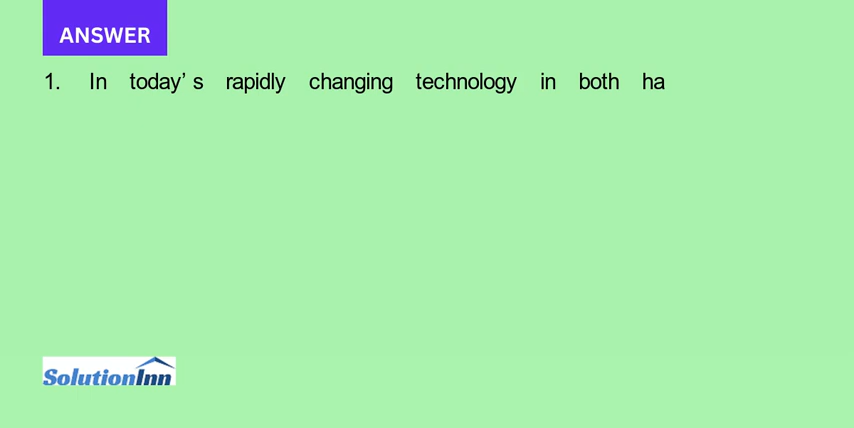 ANSWER
1. In today’ s rapidly changing technology in both ha
SolutionInn